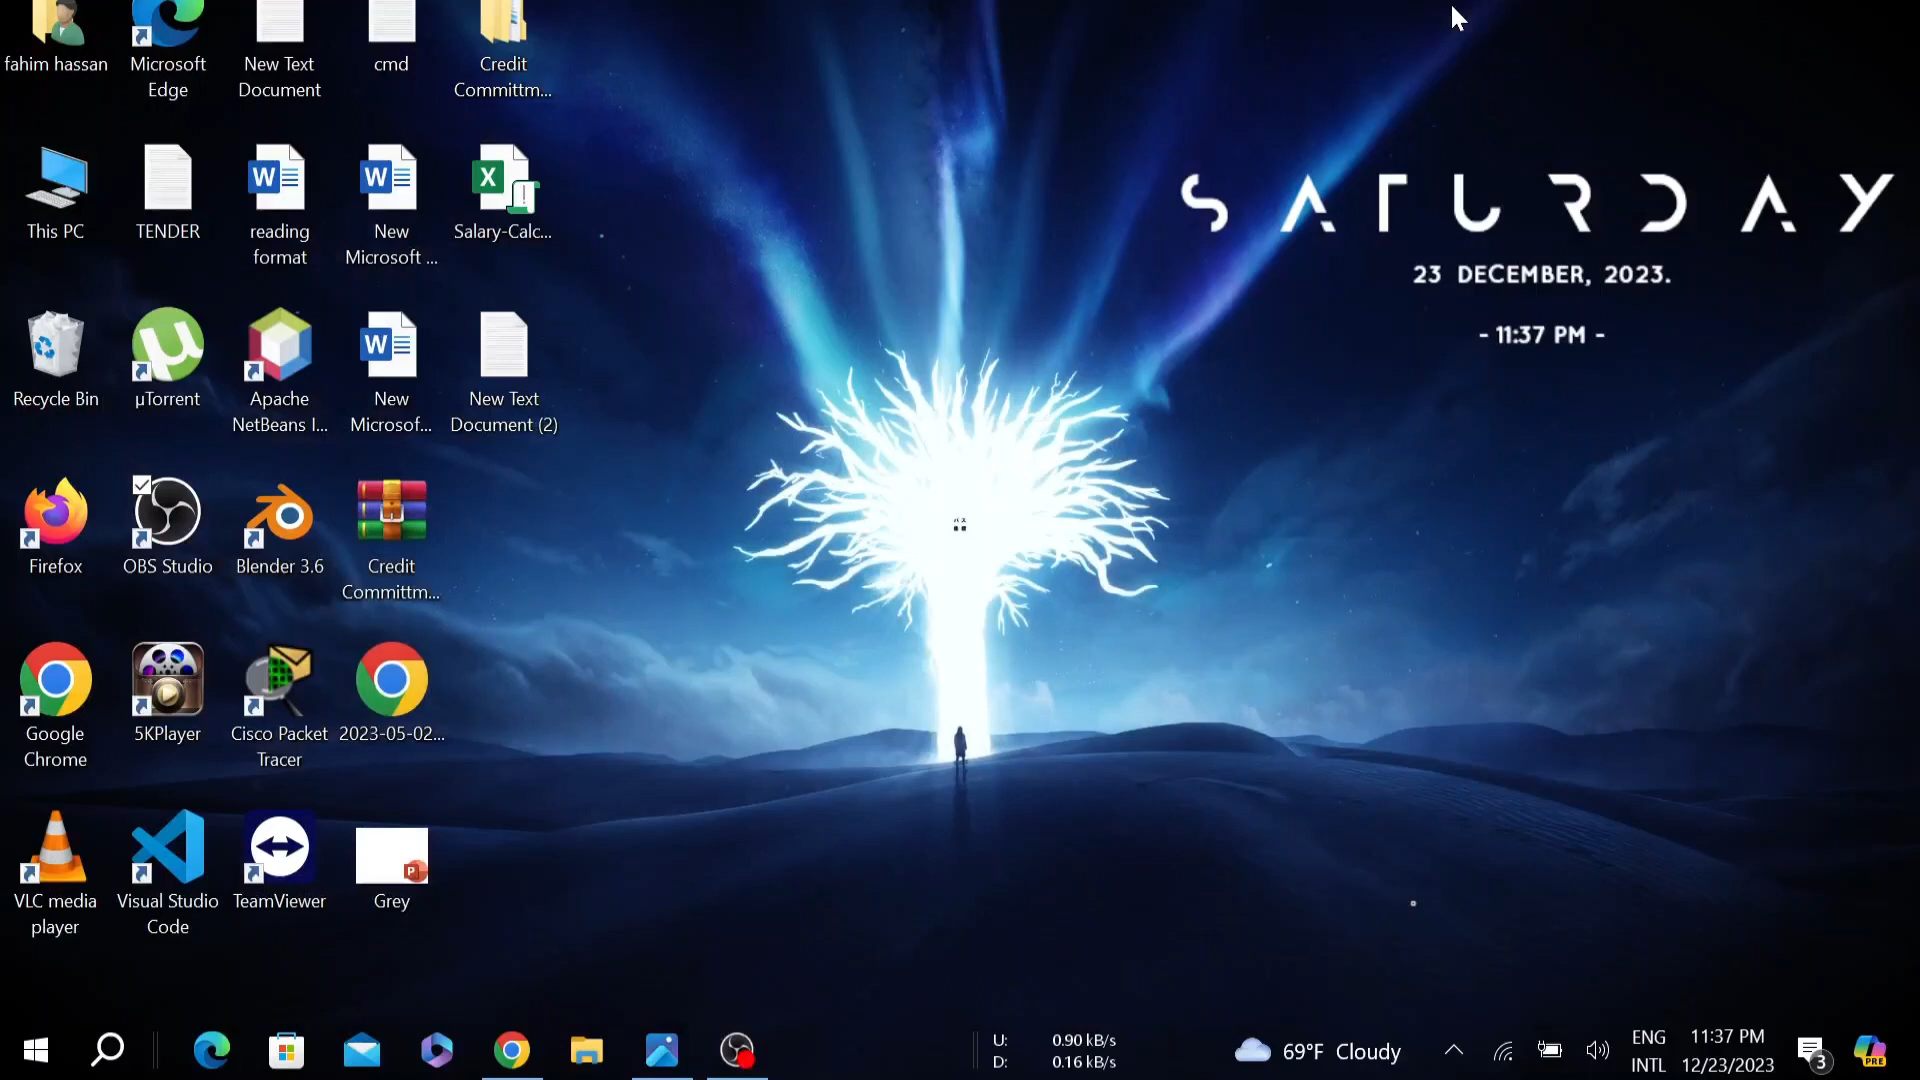 fahim hassan
Microsoft
Edge
New Text
Document
cmd
Credit
Committm...
This PC
TENDER
reading
format
New
Microsoft ...
Salary-Calc...
Recycle Bin
µTorrent
Apache
NetBeans I...
New
Microsof...
New Text
Document (2)
Firefox
OBS Studio
Blender 3.6
Credit
Committm...
Google
Chrome
5KPlayer
Cisco Packet
Tracer
2023-05-02...
VLC media
player
Visual Studio
Code
TeamViewer
Grey
SATURDAY
23 DECEMBER, 2023.
- 11:37 PM -
U: 0.90 kB/s
D: 0.16 kB/s
69°F Cloudy
ENG
INTL
11:37 PM
12/23/2023
3
PRE